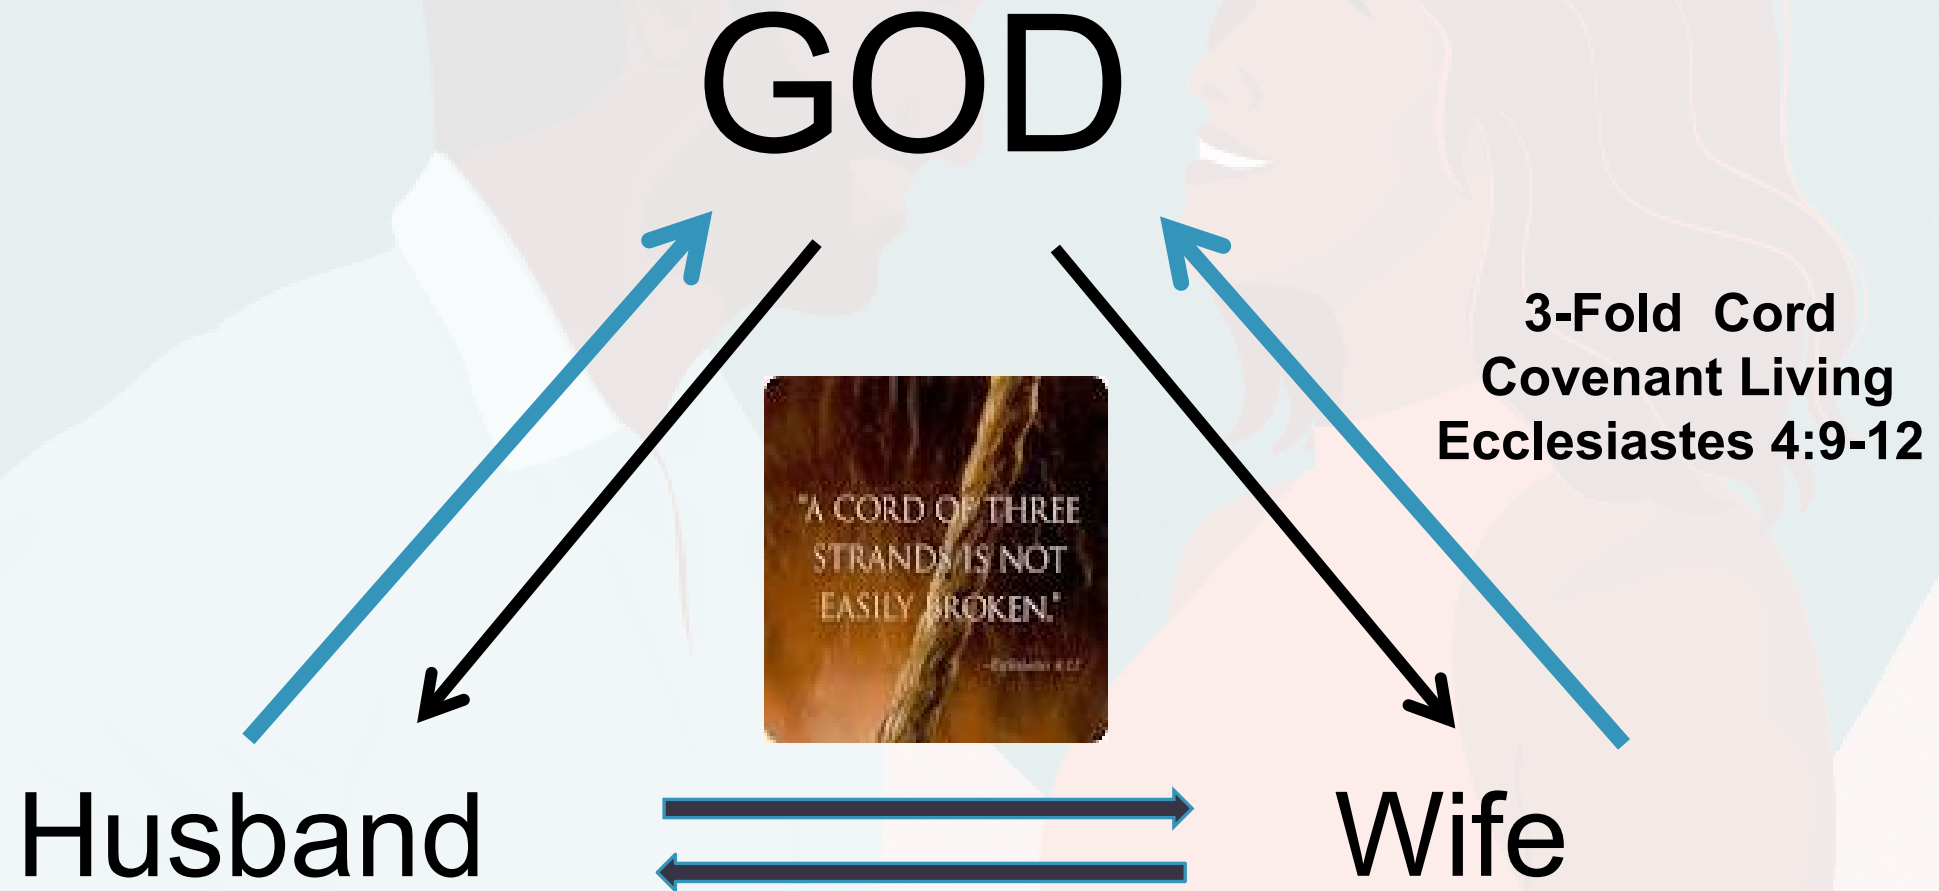 GOD
3-Fold Cord
Covenant Living
Ecclesiastes 4:9-12
"A CORD OF THREE
STRANDS IS NOT
EASILY BROKEN."
Husband
Wife